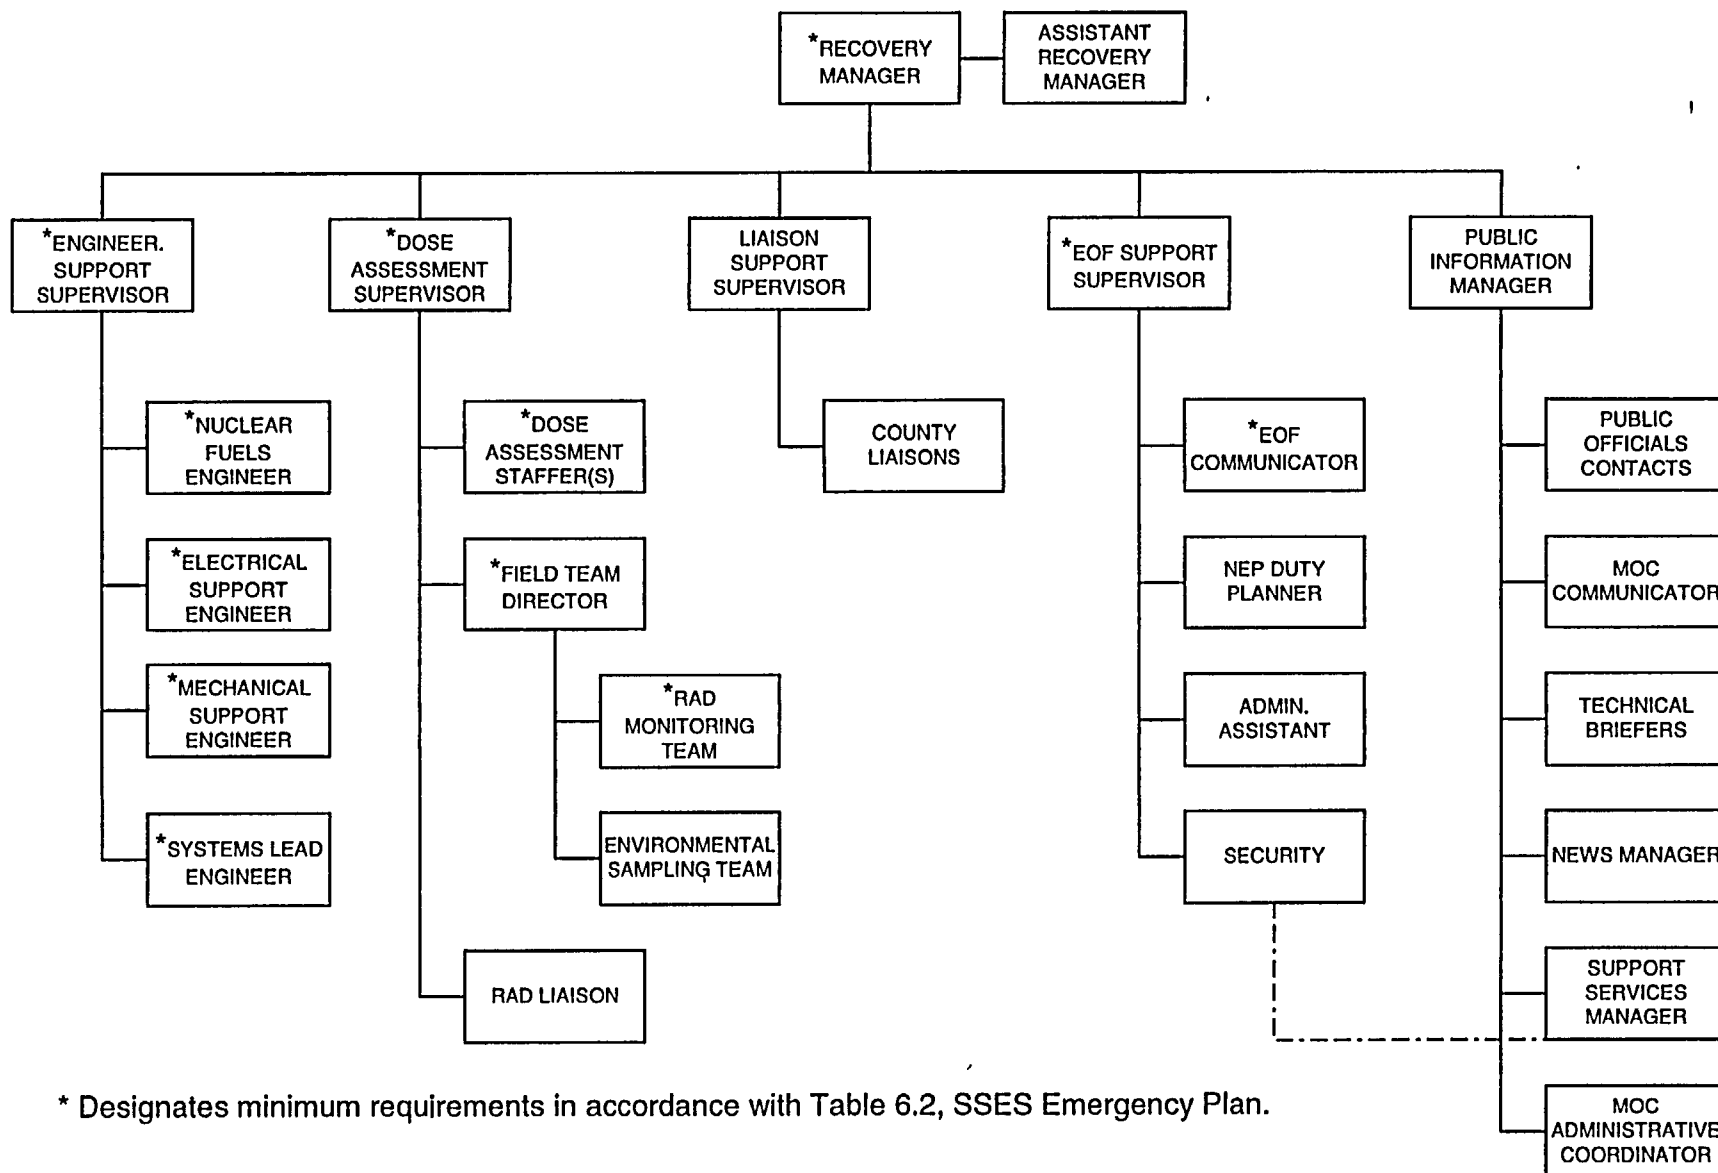 *RECOVERY
MANAGER
ASSISTANT
RECOVERY
MANAGER
*ENGINEER.
SUPPORT
SUPERVISOR
*DOSE
ASSESSMENT
SUPERVISOR
LIAISON
SUPPORT
SUPERVISOR
*EOF SUPPORT
SUPERVISOR
PUBLIC
INFORMATION
MANAGER
*NUCLEAR
FUELS
ENGINEER
*ELECTRICAL
SUPPORT
ENGINEER
*MECHANICAL
SUPPORT
ENGINEER
*SYSTEMS LEAD
ENGINEER
*DOSE
ASSESSMENT
STAFFER(S)
*FIELD TEAM
DIRECTOR
*RAD
MONITORING
TEAM
ENVIRONMENTAL
SAMPLING TEAM
RAD LIAISON
COUNTY
LIAISONS
*EOF
COMMUNICATOR
NEP DUTY
PLANNER
ADMIN.
ASSISTANT
SECURITY
PUBLIC
OFFICIALS
CONTACTS
MOC
COMMUNICATOR
TECHNICAL
BRIEFERS
NEWS MANAGER
SUPPORT
SERVICES
MANAGER
MOC
ADMINISTRATIVE
COORDINATOR
* Designates minimum requirements in accordance with Table 6.2, SSES Emergency Plan.